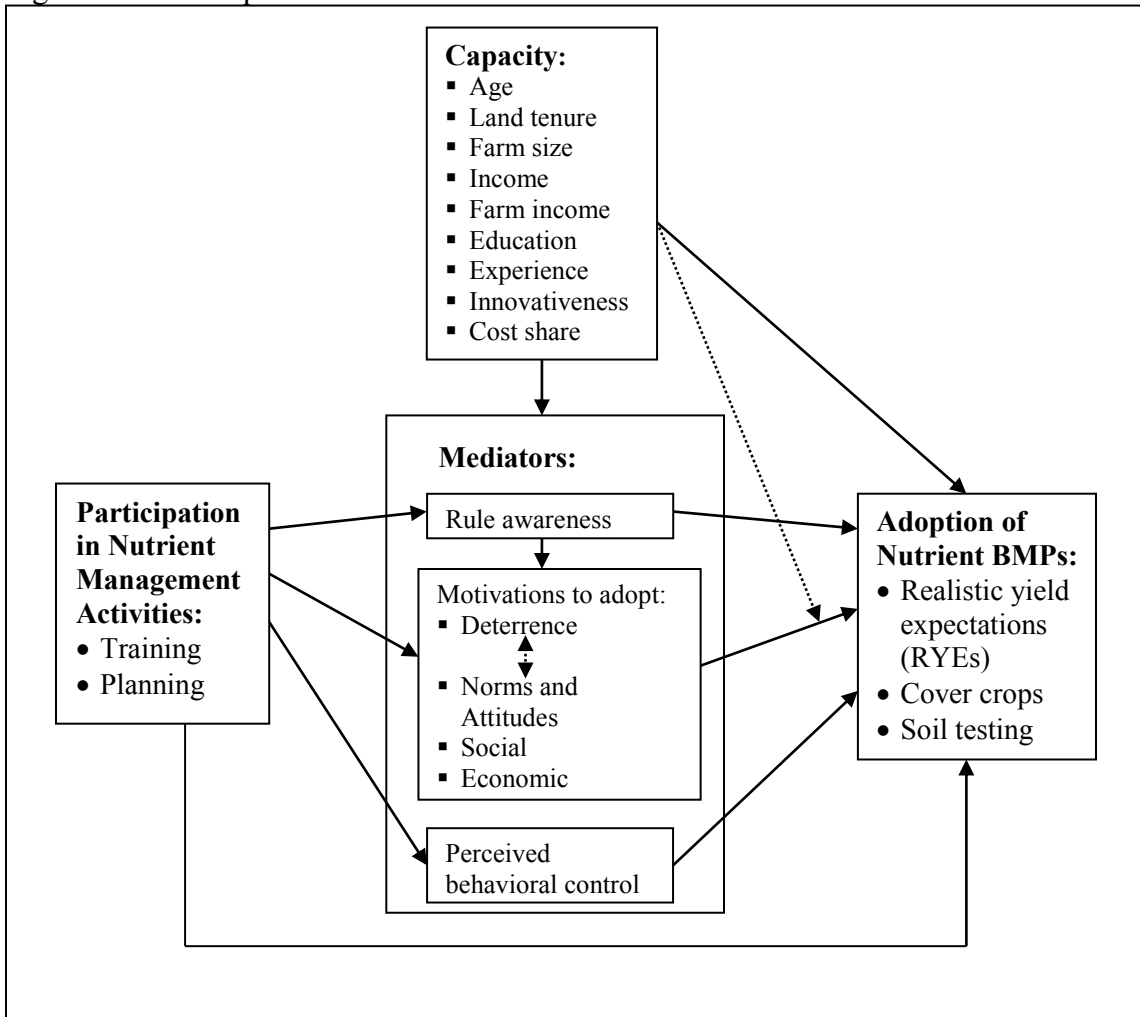 Capacity:
▪ Age
▪ Land tenure
▪ Farm size
▪ Income
▪ Farm income
▪ Education
▪ Experience
▪ Innovativeness
▪ Cost share
Mediators:
Participation
in Nutrient
Management
Activities:
• Training
• Planning
Rule awareness
Motivations to adopt:
▪ Deterrence
▪ Norms and
Attitudes
▪ Social
▪ Economic
Perceived
behavioral control
Adoption of
Nutrient BMPs:
• Realistic yield
expectations
(RYEs)
• Cover crops
• Soil testing